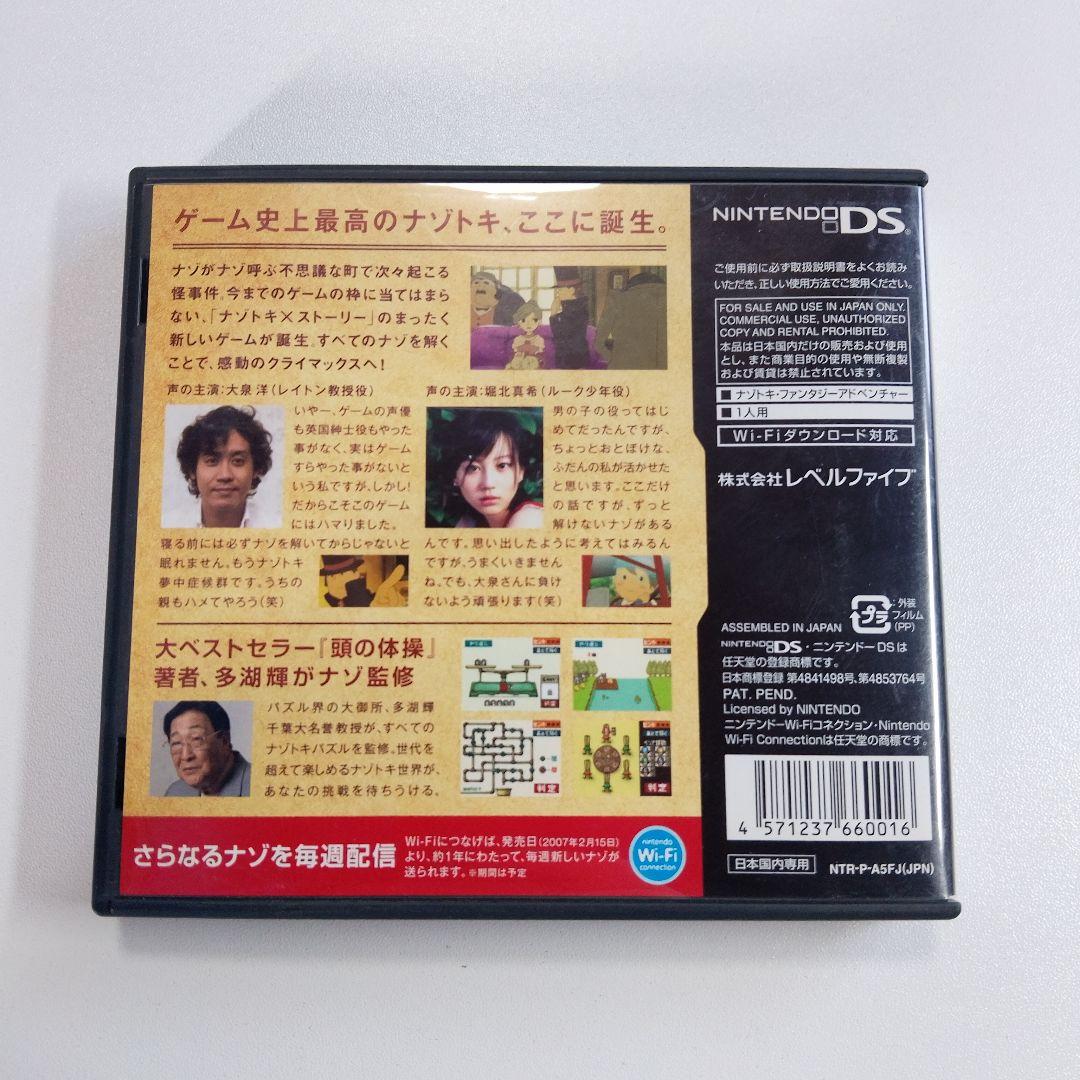 ゲーム史上最高のナゾトキ、ここに誕生。
ナゾがナゾ呼ぶ不思議な町で次々起こる
怪事件。今までのゲームの枠に当てはまら
ない、「ナゾトキ×ストーリー」のまったく
新しいゲームが誕生。すべてのナゾを解く
ことで、感動のクライマックスへ!
声の主演:大泉 洋(レイトン教授役)
いやー、ゲームの声優
も英国紳士役もやった
事がなく、実はゲーム
すらやった事がないと
いう私ですが、しかし!
だからこそこのゲーム
にはハマりました。
寝る前には必ずナゾを解いてからじゃないと
眠れません。もうナゾトキ
夢中症候群です。うちの
親もハメてやろう(笑)
声の主演:堀北真希(ルーク少年役)
男の子の役ってはじ
めてだったんですが、
ちょっとおとぼけな、
ふだんの私が活かせた
と思います。ここだけ
の話ですが、ずっと
解けないナゾがある
んです。思い出したように考えてはみるん
ですが、うまくいきません
ね。でも、大泉さんに負け
ないよう頑張ります(笑)
大ベストセラー『頭の体操』
著者、多湖輝がナゾ監修
パズル界の大御所、多湖輝
千葉大名誉教授が、すべての
ナゾトキパズルを監修。世代を
超えて楽しめるナゾトキ世界が、
あなたの挑戦を待ちうける。
判定
判定
さらなるナゾを毎週配信
Wi-Fiにつなげば、発売日(2007年2月15日)
より、約1年にわたって、毎週新しいナゾが
送られます。※期間は予定
nintendo
Wi-Fi
connection
NINTENDO DS
ご使用前に必ず取扱説明書をよくお読み
いただき、正しい使用方法でご愛用ください。
FOR SALE AND USE IN JAPAN ONLY.
COMMERCIAL USE, UNAUTHORIZED
COPY AND RENTAL PROHIBITED.
本品は日本国内だけの販売および使用
とし、また商業目的の使用や無断複製
および賃貸は禁止されています。
■ ナゾトキ・ファンタジーアドベンチャー
■ 1人用
Wi-Fiダウンロード対応
株式会社レベルファイブ
プラ
:外装
フィルム
(PP)
ASSEMBLED IN JAPAN
NINTENDO DS・ニンテンドーDSは
任天堂の登録商標です。
日本商標登録 第4841498号、第4853764号
PAT. PEND.
Licensed by NINTENDO
ニンテンドーWi-Fiコネクション・Nintendo
Wi-Fi Connectionは任天堂の商標です。
4 571237 660016
日本国内専用
NTR-P-A5FJ(JPN)